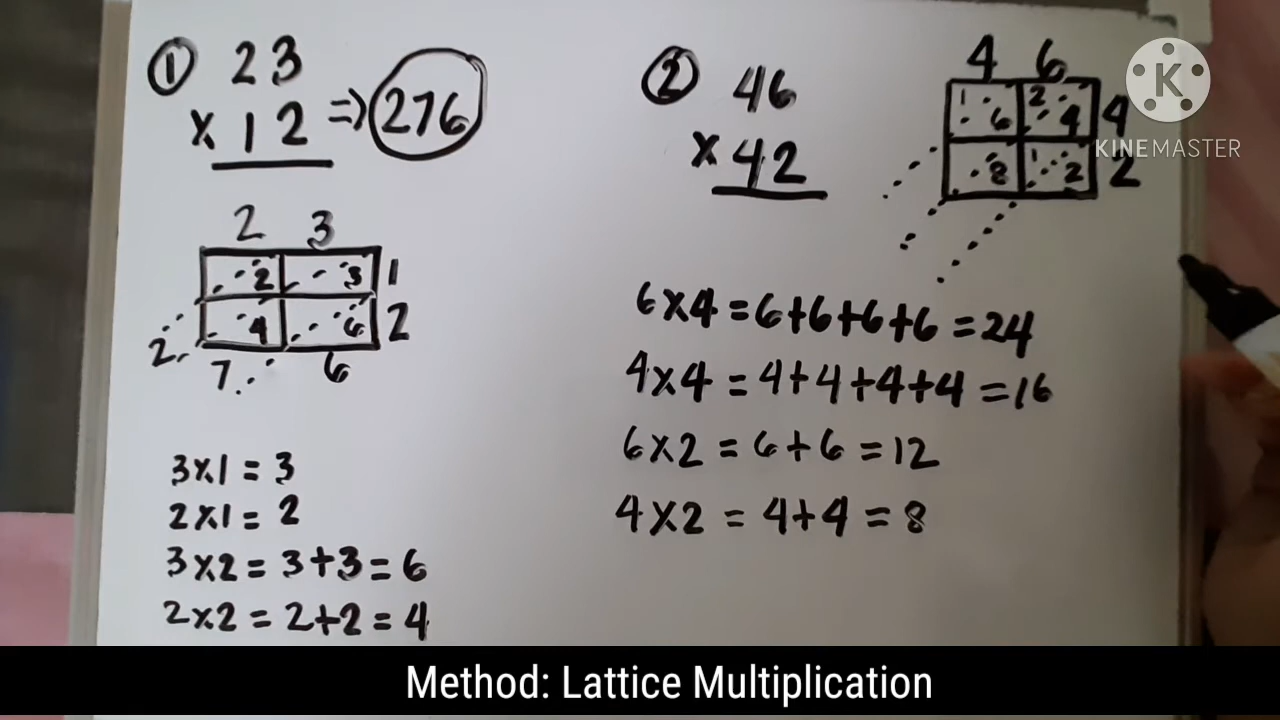 ① 23
x 12 => 276
2 3
2 3 1
4 6 2
2
7 6
3x1 = 3
2x1 = 2
3x2 = 3+3 = 6
2x2 = 2+2 = 4
② 46
x 42
4 6
1 6 2 4 4
8 1 2 2
6x4 = 6+6+6+6 = 24
4x4 = 4+4+4+4 = 16
6x2 = 6+6 = 12
4x2 = 4+4 = 8
K
KINEMASTER
Method: Lattice Multiplication